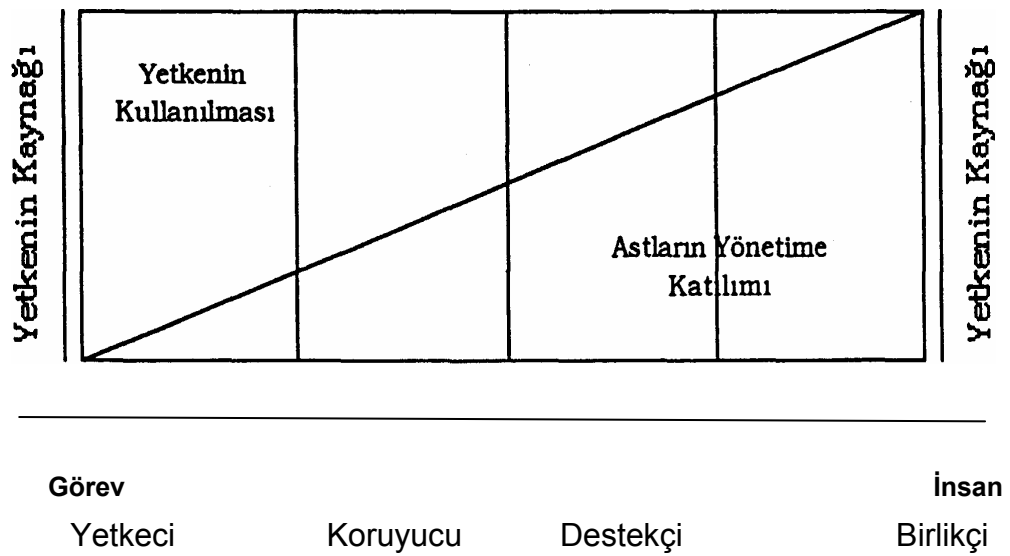 Yetkenin Kaynağı
Yetkenin
Kullanılması
Astların Yönetime
Katılımı
Yetkenin Kaynağı
Görev İnsan
Yetkeci Koruyucu Destekçi Birlikçi